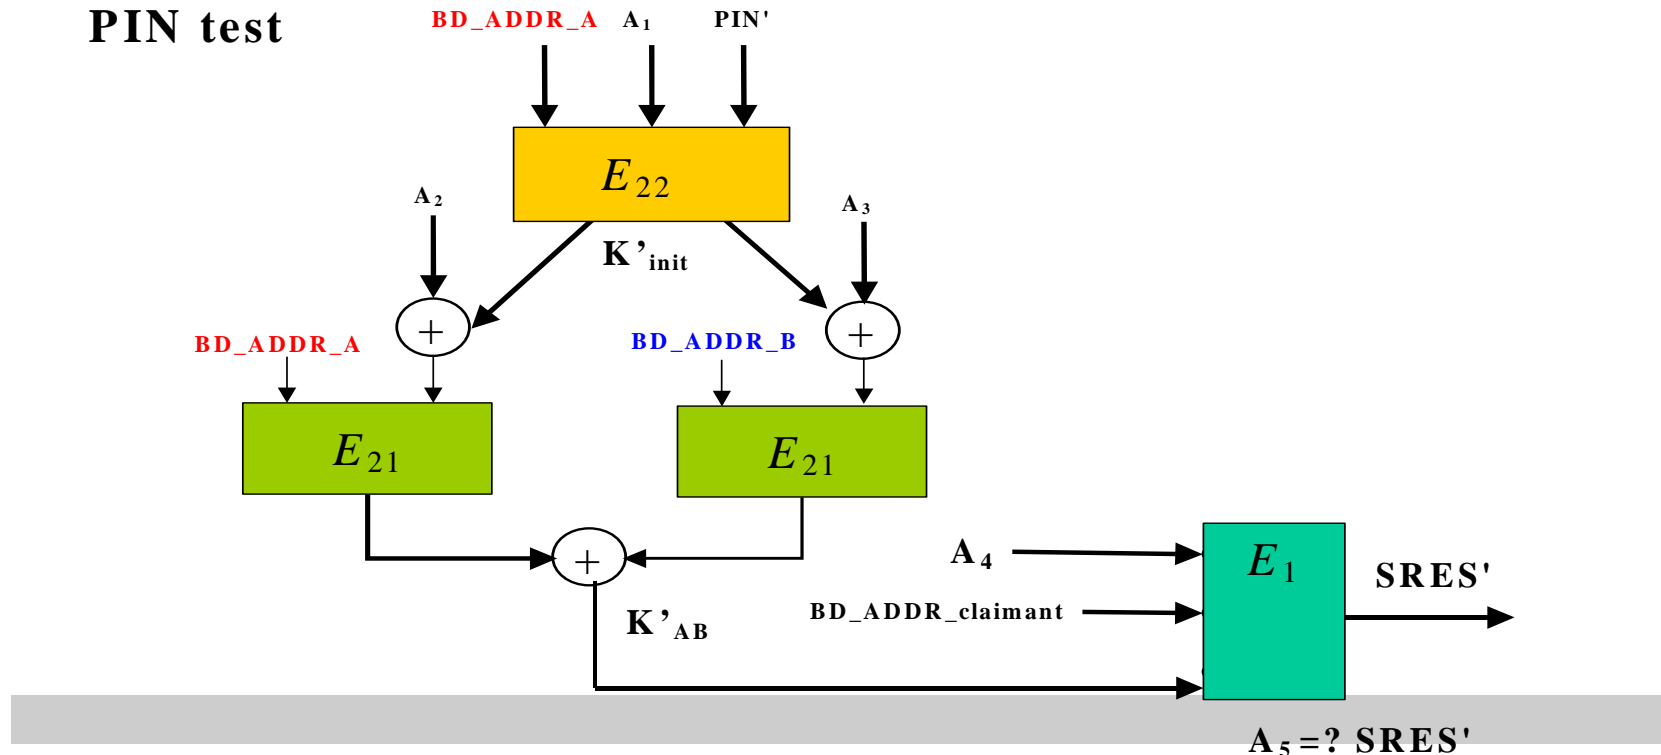 PIN test
BD_ADDR_A A₁ PIN'
E₂₂
A₂
A₃
K’init
+
+
BD_ADDR_A
BD_ADDR_B
E₂₁
E₂₁
+
A₄
E₁
SRES'
BD_ADDR_claimant
K’AB
A₅=? SRES'